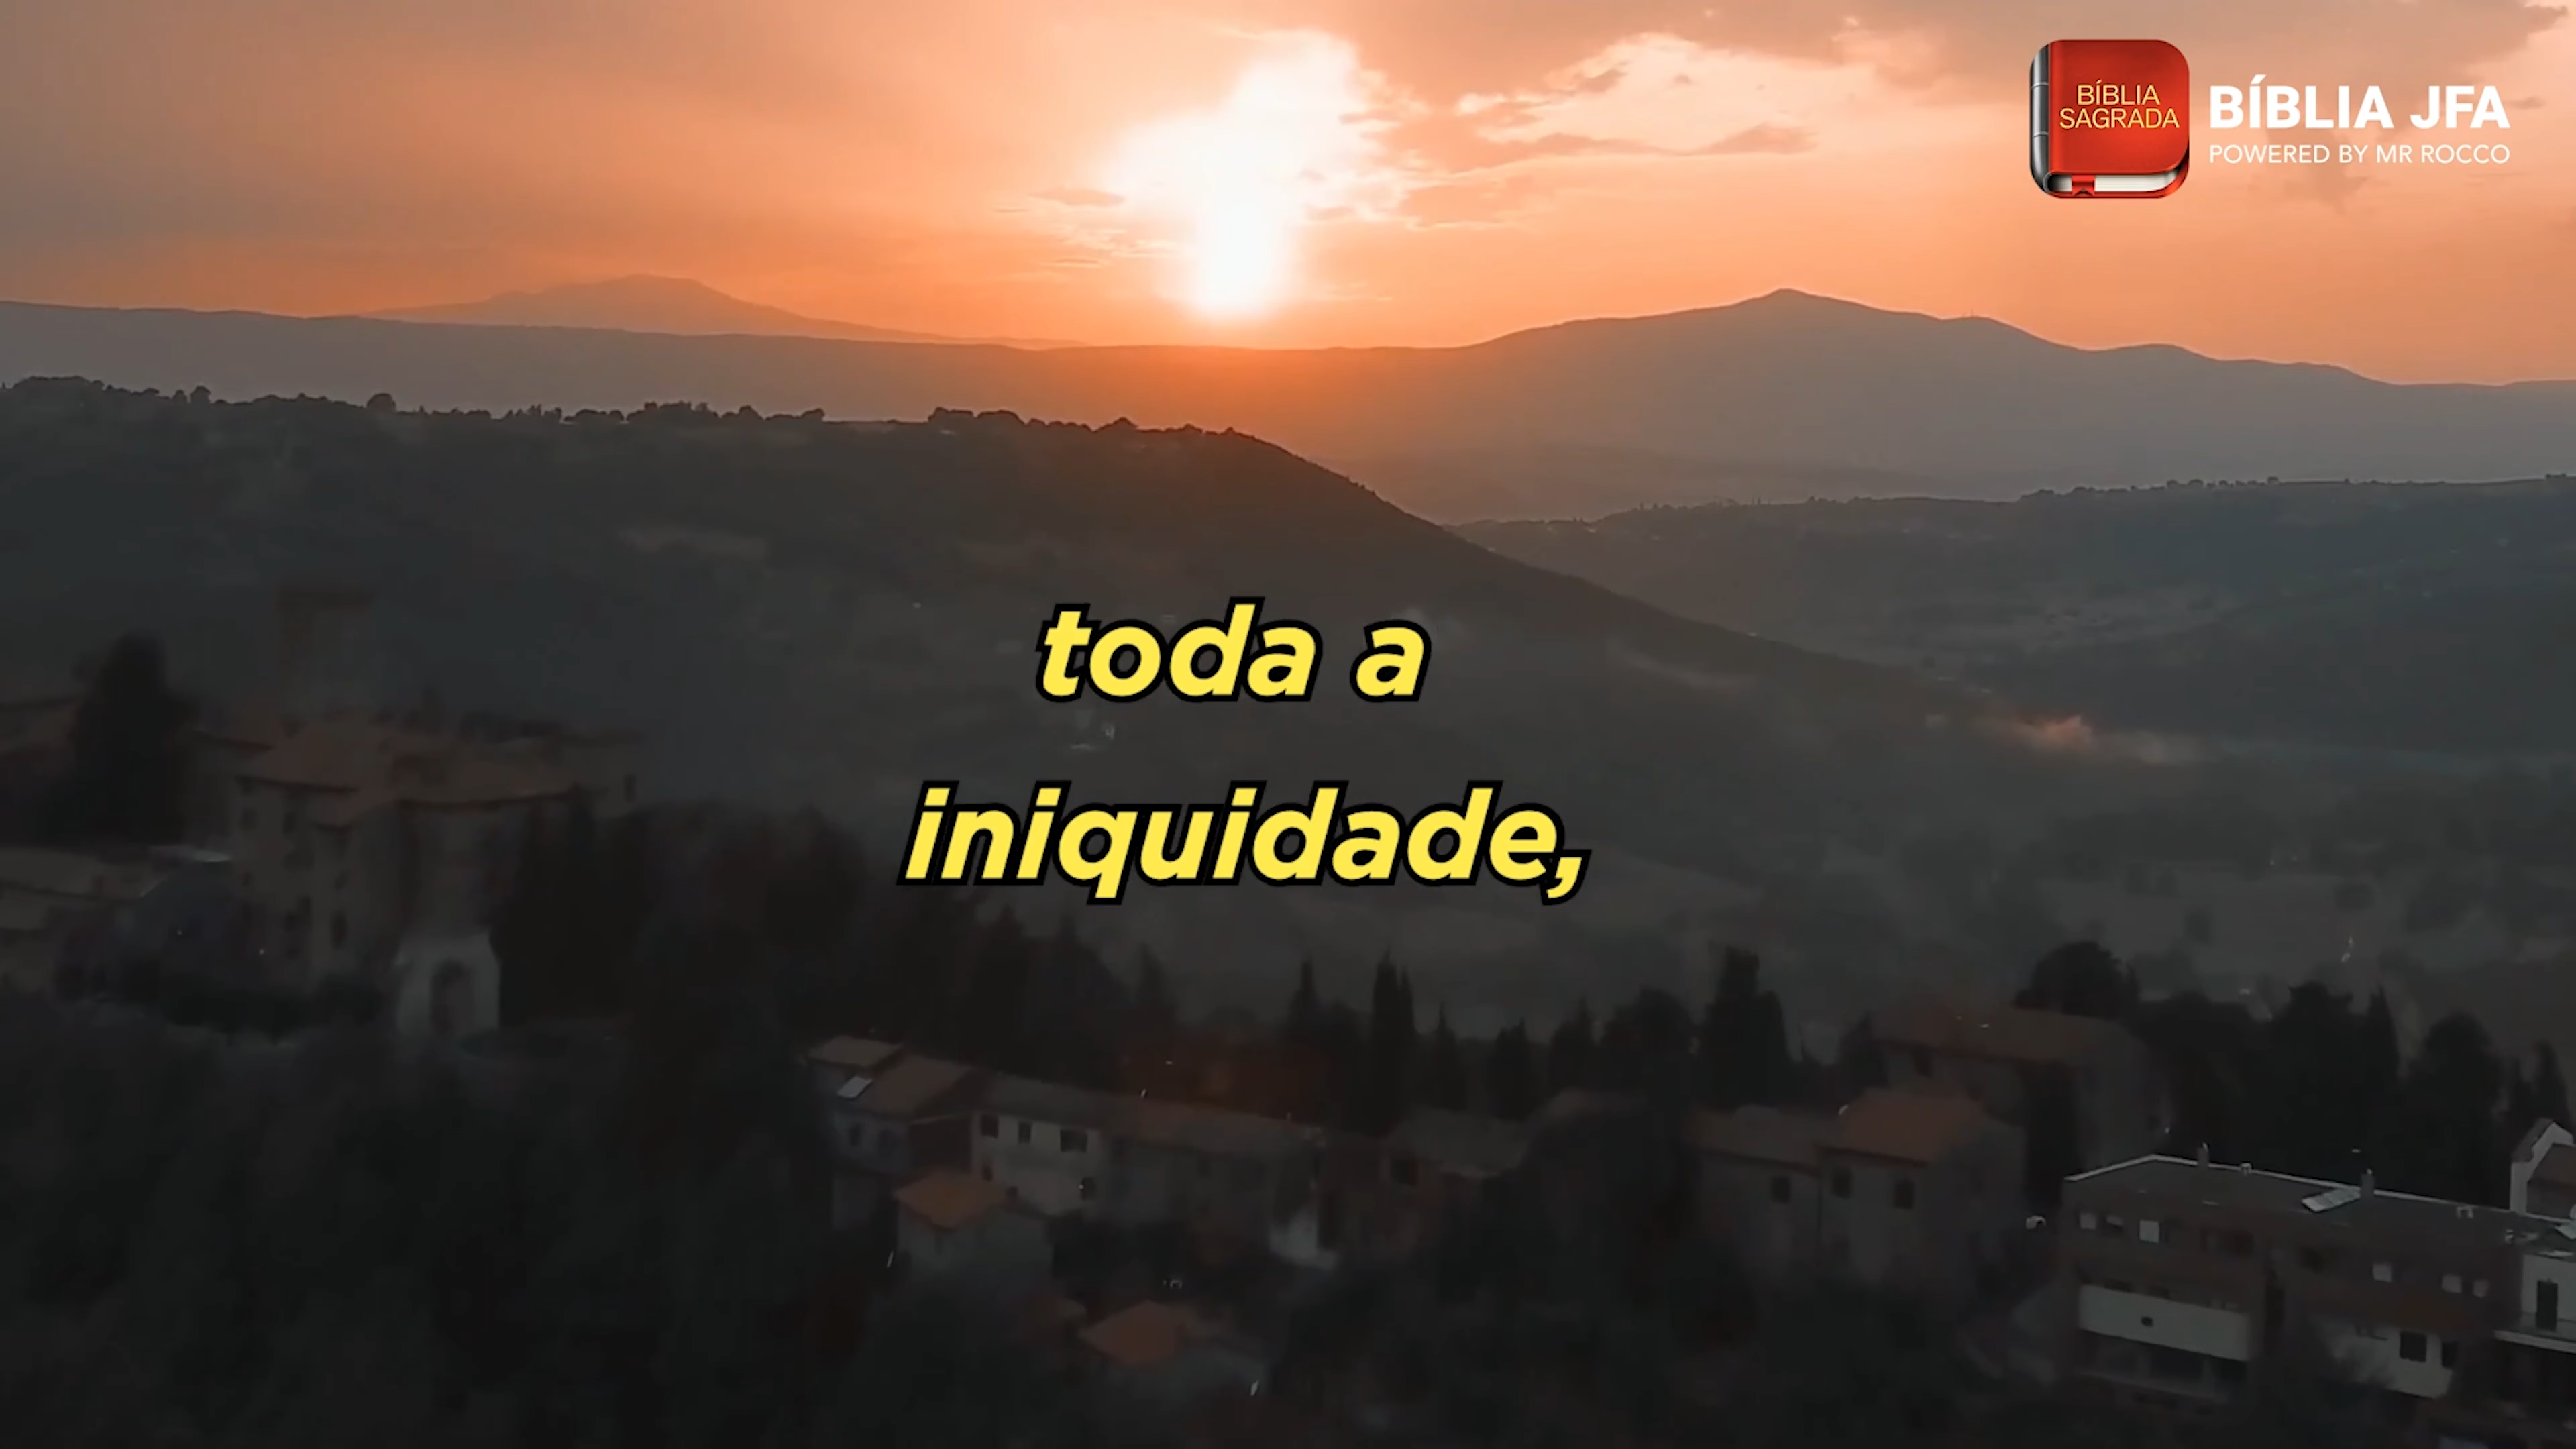 BÍBLIA
SAGRADA
BÍBLIA JFA
POWERED BY MR ROCCO
toda a
iniquidade,